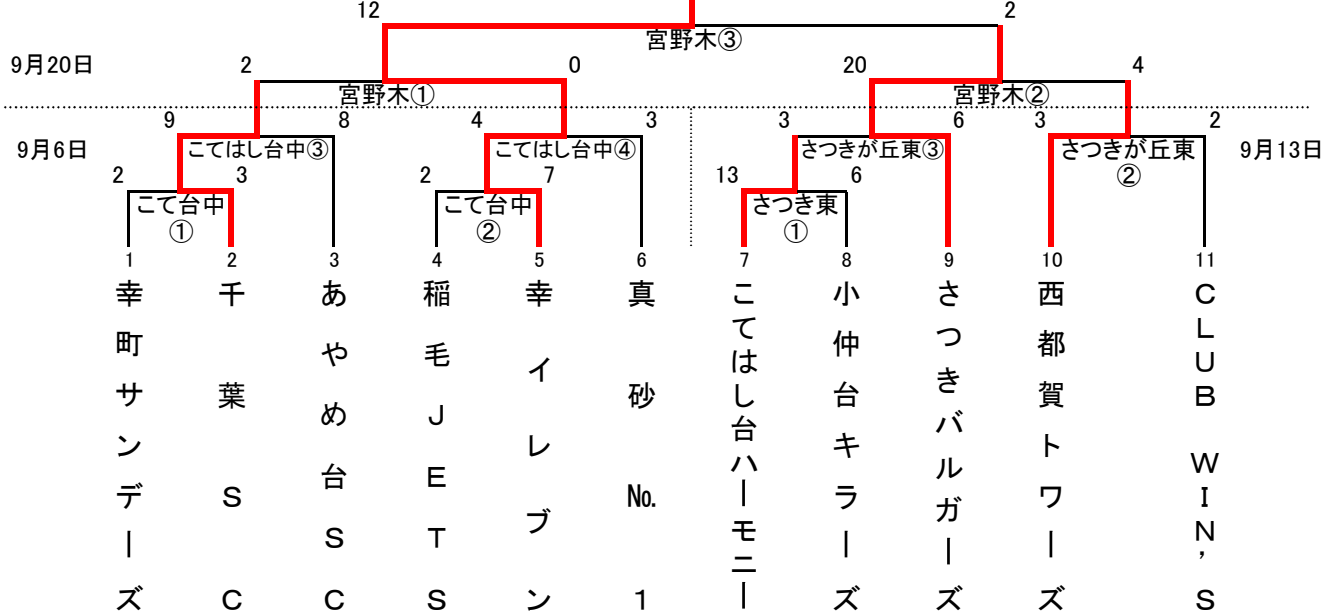 12 2
宮野木③
9月20日 2 0 20 4
宮野木① 宮野木②
9 8 4 3 3 6 3 2
9月6日 こてはし台中③ こてはし台中④ さつきが丘東③ さつきが丘東② 9月13日
2 3 2 7 13 6
こて台中① こて台中② さつき東①
1 2 3 4 5 6 7 8 9 10 11
幸町サンデーズ
千葉SC
あやめ台SC
稲毛JETS
幸イレブン
真砂№1
こてはし台ハーモニー
小仲台キラーズ
さつきバルガーズ
西都賀トワーズ
CLUB WIN’S